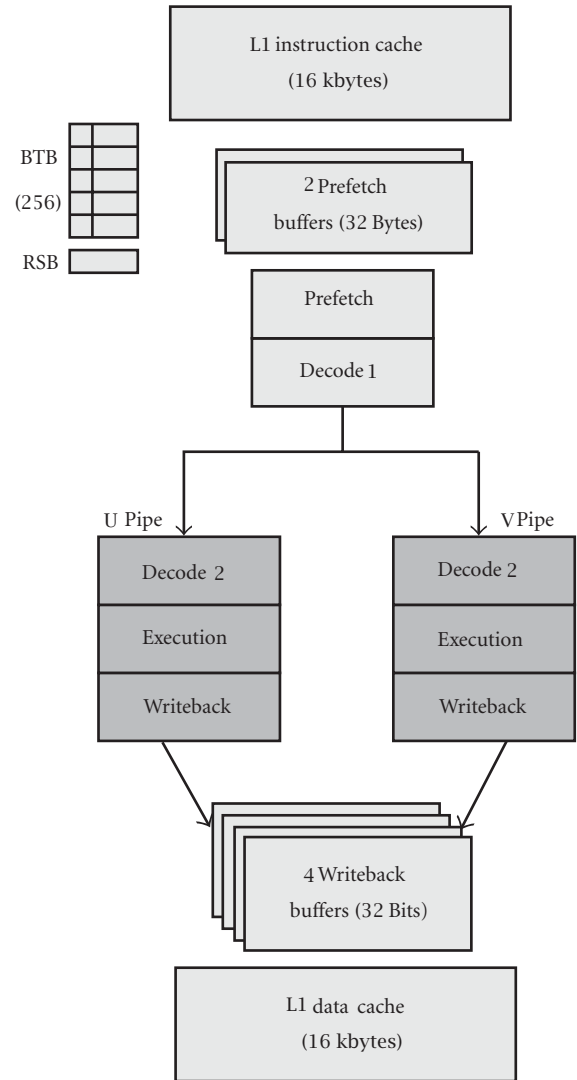 L1 instruction cache
(16 kbytes)
BTB
(256)
RSB
2 Prefetch
buffers (32 Bytes)
Prefetch
Decode 1
U Pipe
V Pipe
Decode 2
Execution
Writeback
Decode 2
Execution
Writeback
4 Writeback
buffers (32 Bits)
L1 data cache
(16 kbytes)